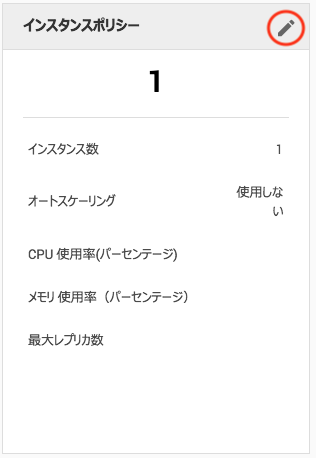 インスタンスポリシー
1
インスタンス数 1
オートスケーリング 使用しな
い
CPU 使用率(パーセンテージ)
メモリ 使用率（パーセンテージ）
最大レプリカ数